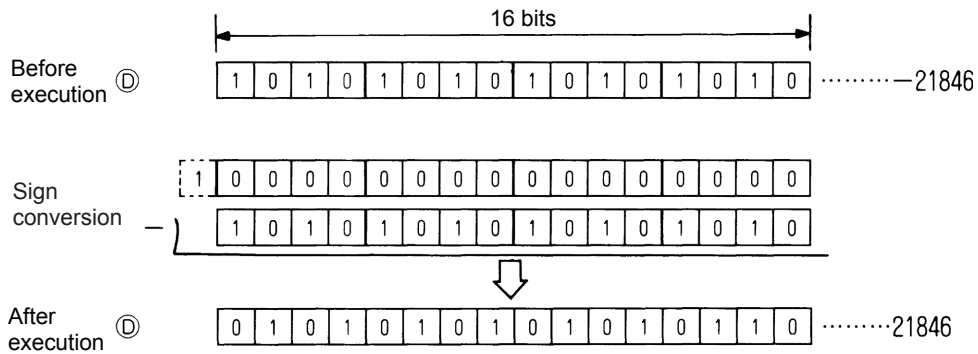 16 bits
Before execution Ⓓ 1 0 1 0 1 0 1 0 1 0 1 0 1 0 1 0 ········· —21846
1 0 0 0 0 0 0 0 0 0 0 0 0 0 0 0 0
Sign conversion — 1 0 1 0 1 0 1 0 1 0 1 0 1 0 1 0
After execution Ⓓ 0 1 0 1 0 1 0 1 0 1 0 1 0 1 1 0 ·········21846